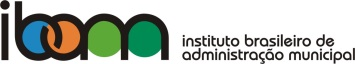 ibam
instituto brasileiro de
administração municipal